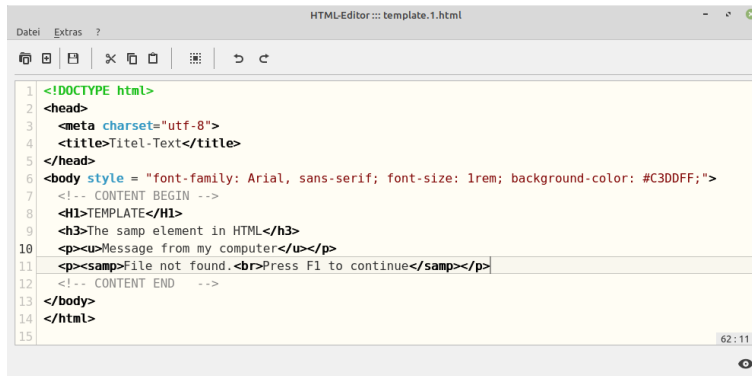 HTML-Editor ::: template.1.html
Datei Extras ?
1 <!DOCTYPE html>
2 <head>
3 <meta charset="utf-8">
4 <title>Titel-Text</title>
5 </head>
6 <body style = "font-family: Arial, sans-serif; font-size: 1rem; background-color: #C3DDFF;">
7 <!-- CONTENT BEGIN -->
8 <H1>TEMPLATE</H1>
9 <h3>The samp element in HTML</h3>
10 <p><u>Message from my computer</u></p>
11 <p><samp>File not found.<br>Press F1 to continue</samp></p>
12 <!-- CONTENT END   -->
13 </body>
14 </html>
15
62:11